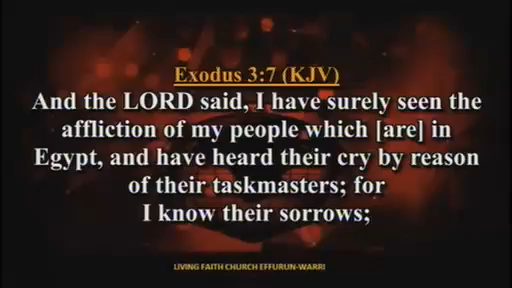 Exodus 3:7 (KJV)
And the LORD said, I have surely seen the
affliction of my people which [are] in
Egypt, and have heard their cry by reason
of their taskmasters; for
I know their sorrows;
LIVING FAITH CHURCH EFFURUN-WARRI